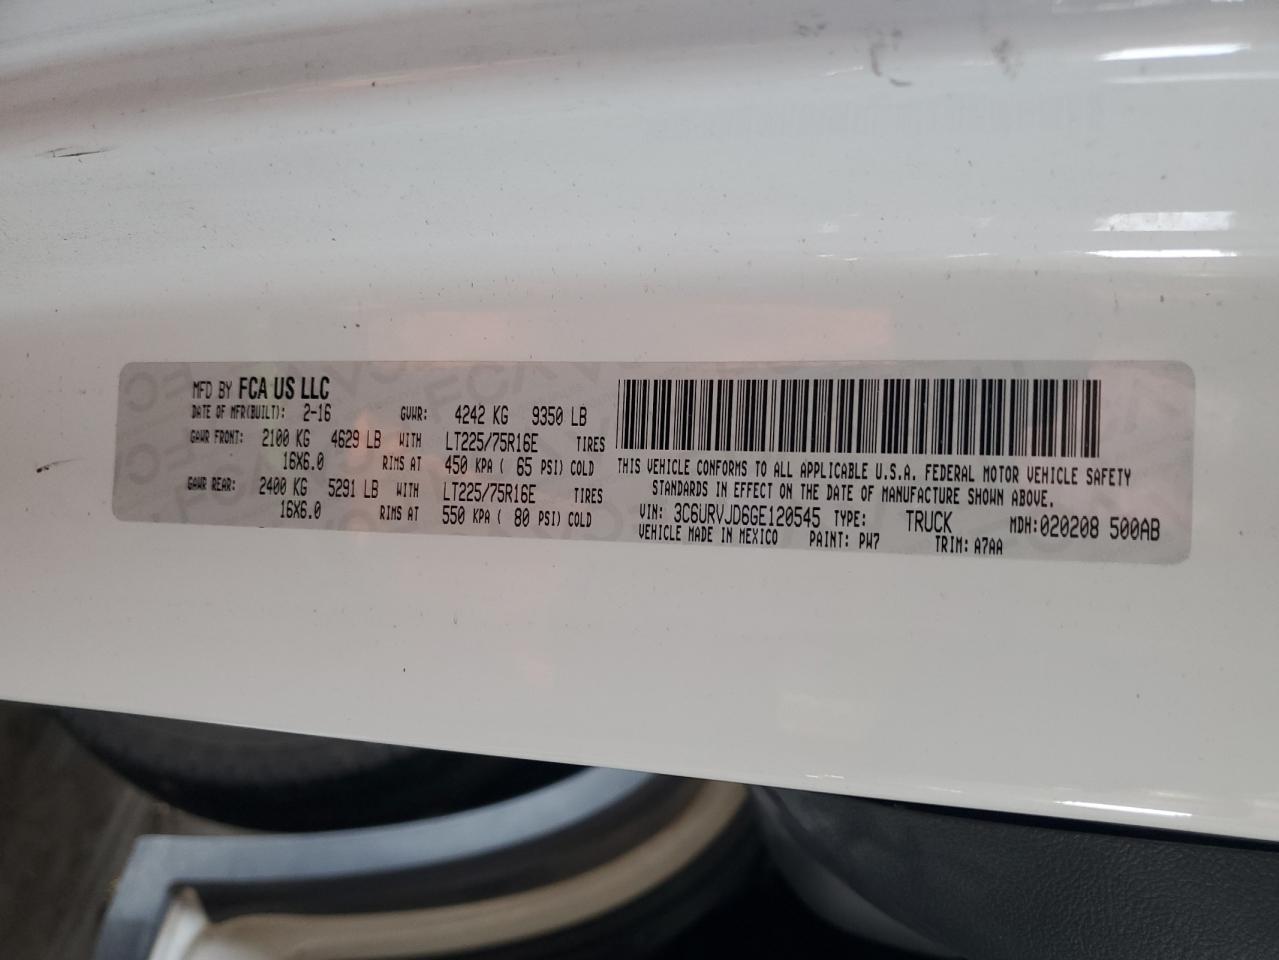 MFD BY FCA US LLC
DATE OF MFR(BUILT): 2-16 GVWR: 4242 KG 9350 LB
GAWR FRONT: 2100 KG 4629 LB WITH LT225/75R16E TIRES
16X6.0 RIMS AT 450 KPA ( 65 PSI) COLD
GAWR REAR: 2400 KG 5291 LB WITH LT225/75R16E TIRES
16X6.0 RIMS AT 550 KPA ( 80 PSI) COLD
THIS VEHICLE CONFORMS TO ALL APPLICABLE U.S.A. FEDERAL MOTOR VEHICLE SAFETY
STANDARDS IN EFFECT ON THE DATE OF MANUFACTURE SHOWN ABOVE.
VIN: 3C6URVJD6GE120545 TYPE: TRUCK MDH:020208 500AB
VEHICLE MADE IN MEXICO PAINT: PW7 TRIM: A7AA